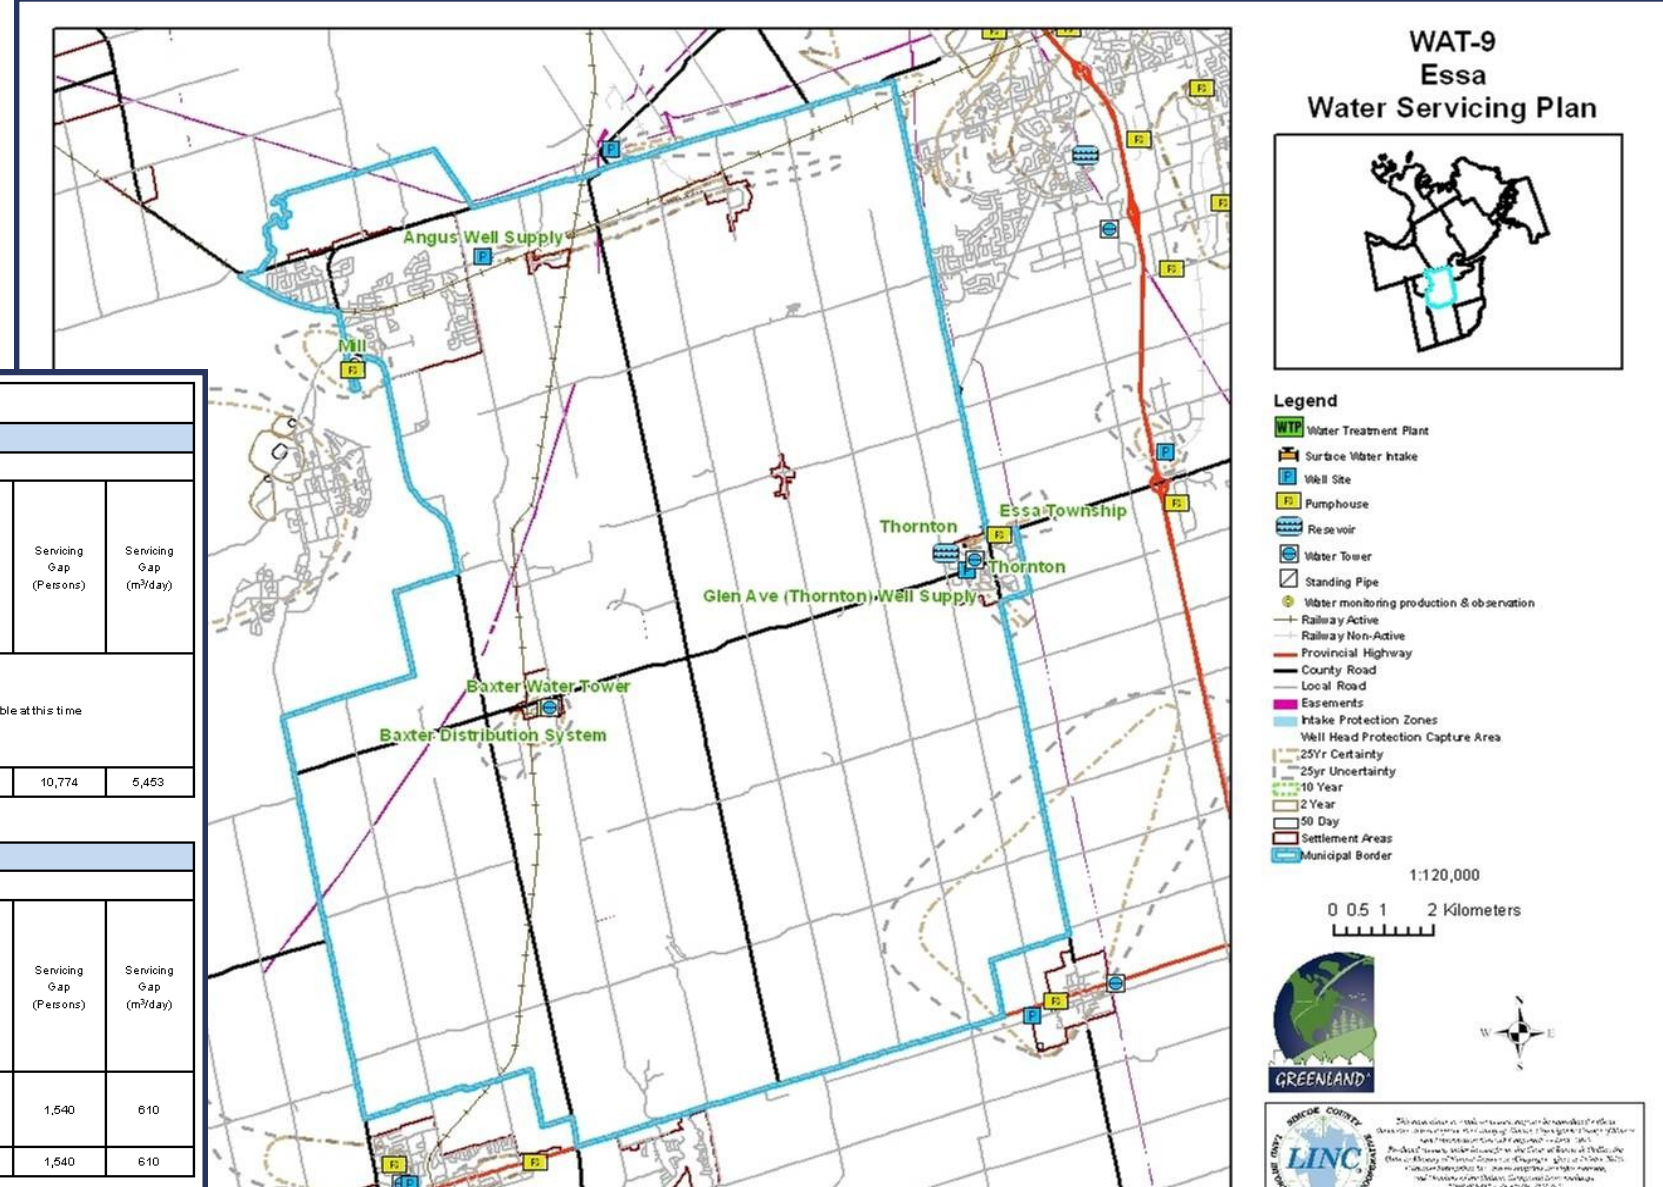 WAT-9
Essa
Water Servicing Plan
Angus Well Supply
Mill
Thornton
Essa Township
Thornton
Glen Ave (Thornton) Well Supply
Baxter Water Tower
Baxter Distribution System
P
P
P
P
P
P
Servicing
Gap
(Persons)
Servicing
Gap
(m³/day)
ble at this time
10,774
5,453
Servicing
Gap
(Persons)
Servicing
Gap
(m³/day)
1,540
610
1,540
610
Legend
WTP Water Treatment Plant
Surface Water Intake
P Well Site
Pumphouse
Resevoir
Water Tower
Standing Pipe
Water monitoring production & observation
Railway Active
Railway Non-Active
Provincial Highway
County Road
Local Road
Easements
Intake Protection Zones
Well Head Protection Capture Area
25Yr Certainty
25yr Uncertainty
10 Year
2 Year
50 Day
Settlement Areas
Municipal Border
1:120,000
0 0.5 1 2 Kilometers
GREENLAND
W E
SIMCOE COUNTY
LINC